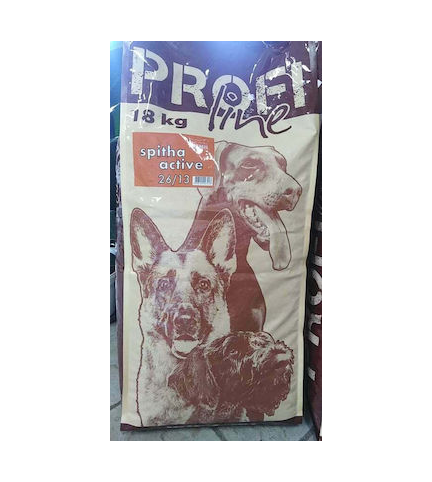 PROFI
line
18 kg
spitha
active
26/13